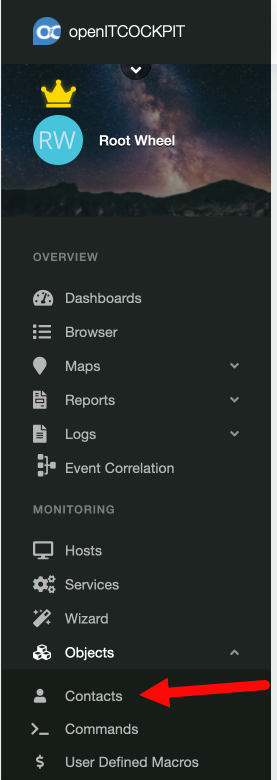 openITCOCKPIT
RW Root Wheel
OVERVIEW
Dashboards
Browser
Maps
Reports
Logs
Event Correlation
MONITORING
Hosts
Services
Wizard
Objects
Contacts
Commands
$ User Defined Macros